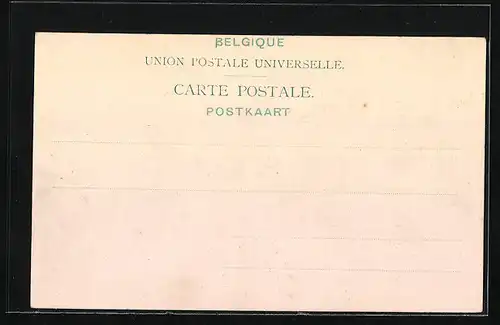 BELGIQUE
UNION POSTALE UNIVERSELLE.
CARTE POSTALE.
POSTKAART